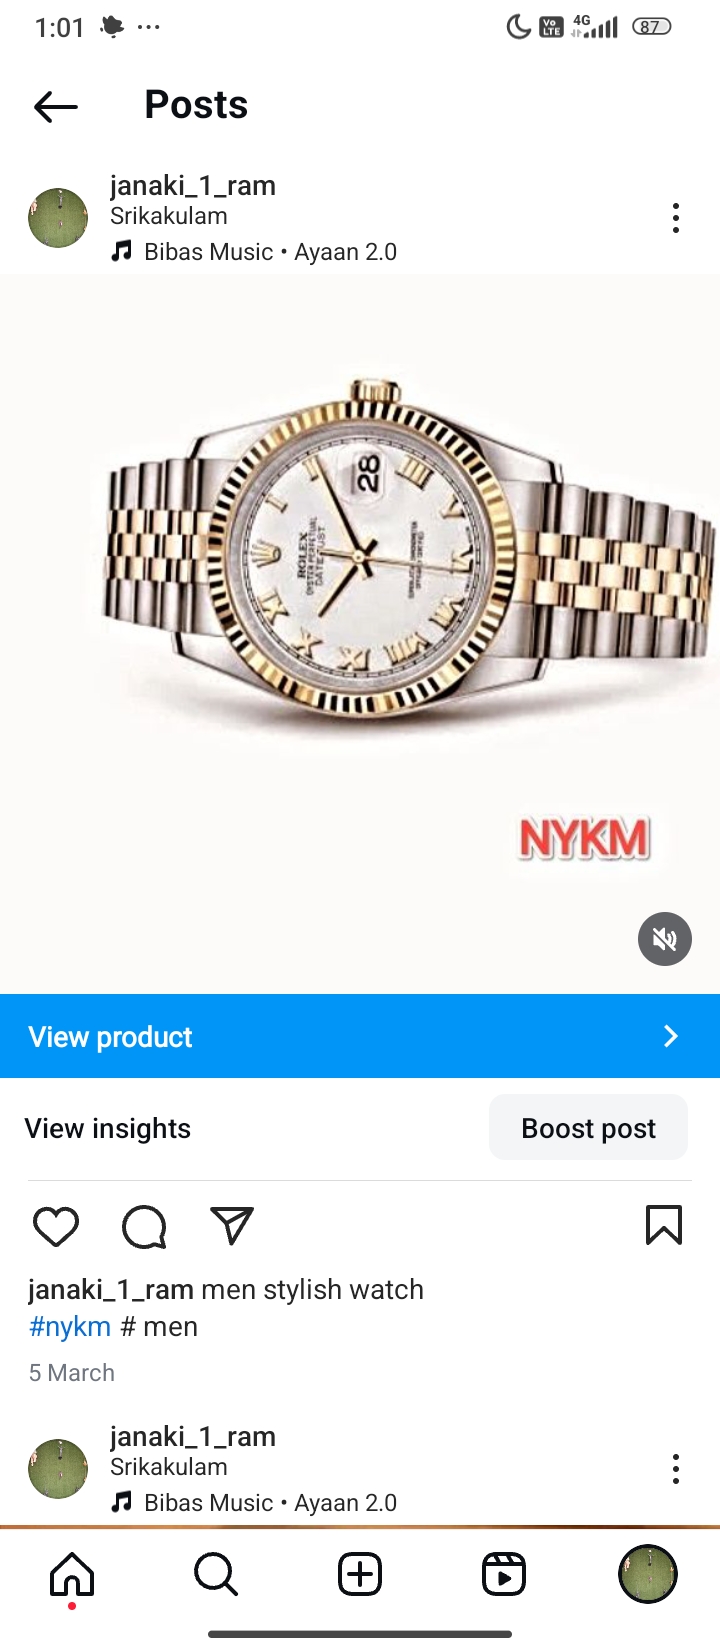 1:01
Vo LTE 4G 87
Posts
janaki_1_ram
Srikakulam
Bibas Music • Ayaan 2.0
28
ROLEX
OYSTER PERPETUAL
DATEJUST
NYKM
View product
View insights
Boost post
janaki_1_ram men stylish watch
#nykm # men
5 March
janaki_1_ram
Srikakulam
Bibas Music • Ayaan 2.0